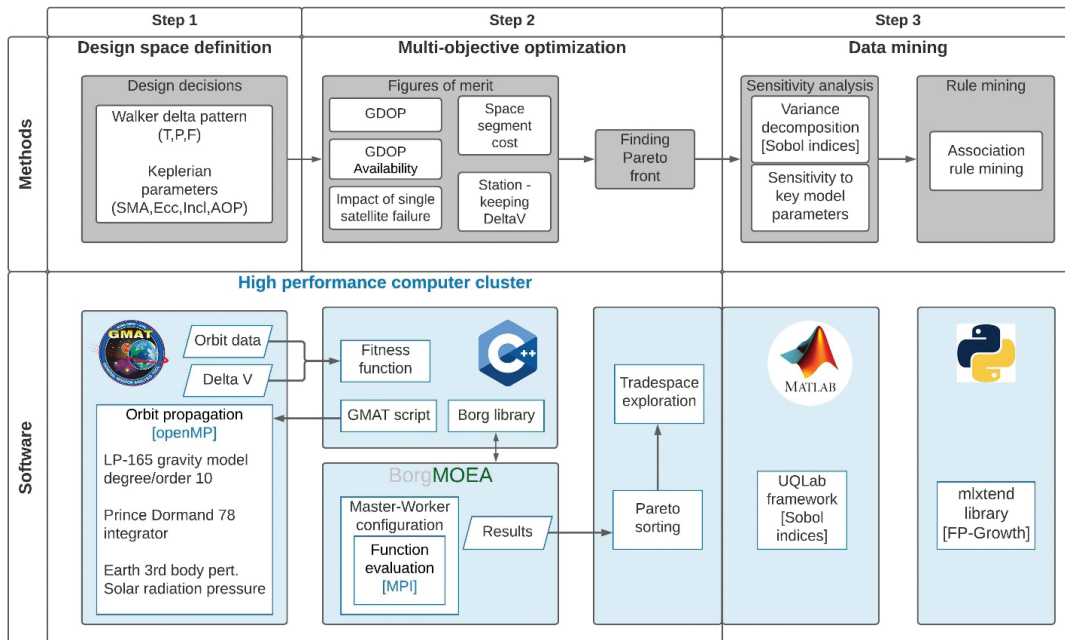 Step 1
Step 2
Step 3
Methods
Design space definition
Multi-objective optimization
Data mining
Design decisions
Walker delta pattern
(T,P,F)
Keplerian
parameters
(SMA,Ecc,Incl,AOP)
Figures of merit
GDOP
GDOP
Availability
Impact of single
satellite failure
Space
segment
cost
Station -
keeping
DeltaV
Finding
Pareto
front
Sensitivity analysis
Variance
decomposition
[Sobol indices]
Sensitivity to
key model
parameters
Rule mining
Association
rule mining
Software
High performance computer cluster
GMAT
Orbit data
Delta V
Orbit propagation
[openMP]
LP-165 gravity model
degree/order 10
Prince Dormand 78
integrator
Earth 3rd body pert.
Solar radiation pressure
C++
Fitness
function
GMAT script
Borg library
BorgMOEA
Master-Worker
configuration
Function
evaluation
[MPI]
Results
Tradespace
exploration
Pareto
sorting
MATLAB
UQLab
framework
[Sobol
indices]
mlxtend
library
[FP-Growth]